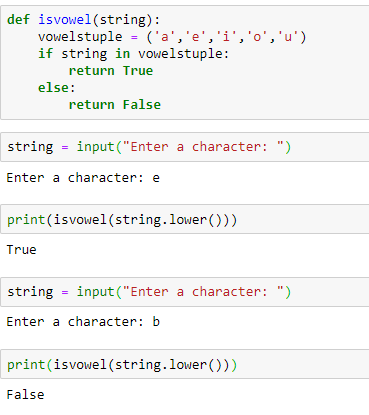 def isvowel(string):
    vowelstuple = ('a','e','i','o','u')
    if string in vowelstuple:
        return True
    else:
        return False
string = input("Enter a character: ")
Enter a character: e
print(isvowel(string.lower()))
True
string = input("Enter a character: ")
Enter a character: b
print(isvowel(string.lower()))
False